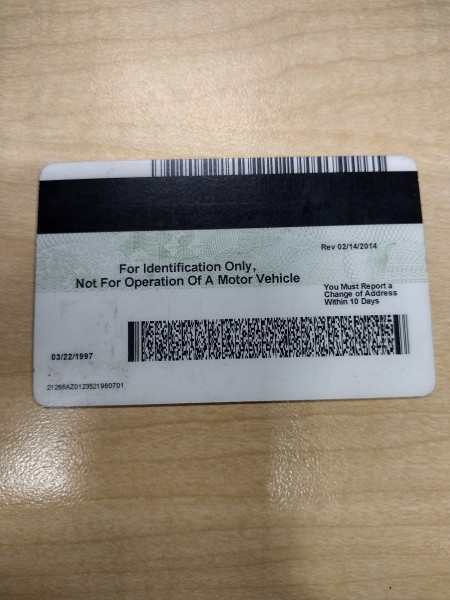 Rev 02/14/2014
For Identification Only,
Not For Operation Of A Motor Vehicle
You Must Report a
Change of Address
Within 10 Days
03/22/1997
21288AZ0123521980701